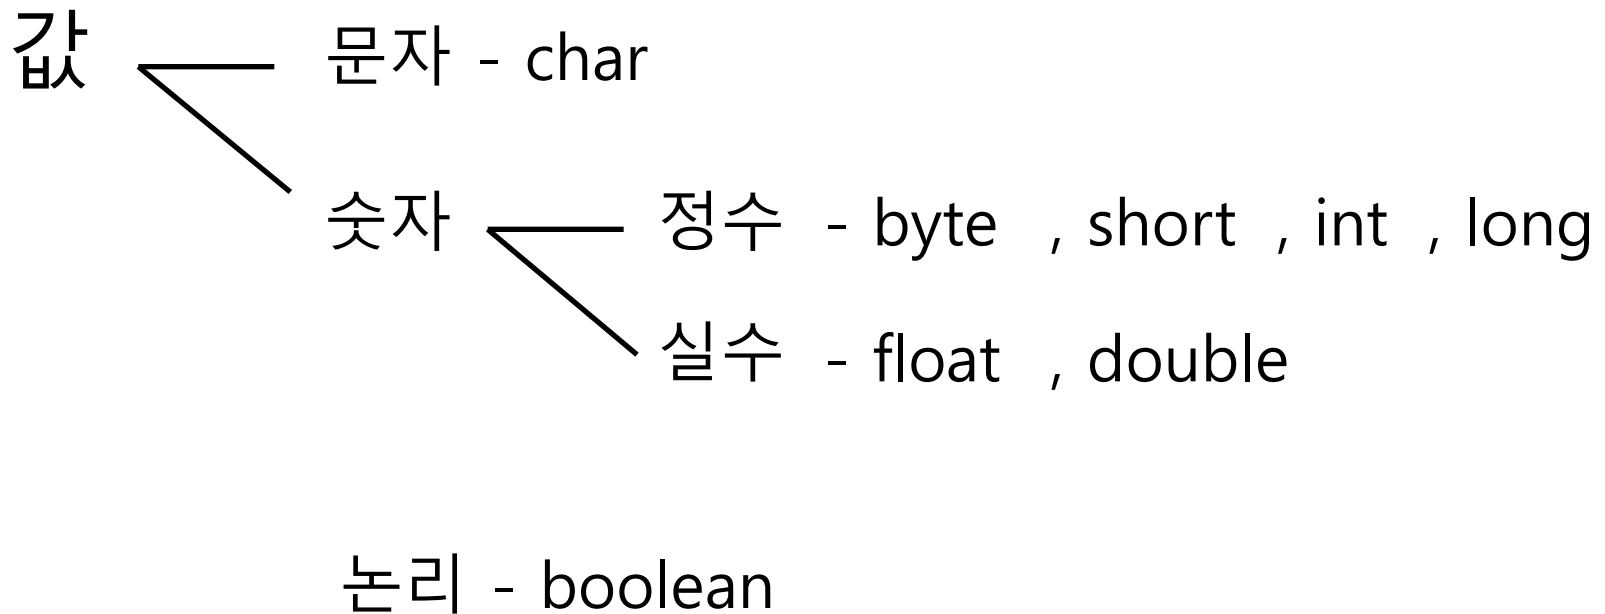 값 문자 - char
숫자 정수 - byte , short , int , long
실수 - float , double
논리 - boolean